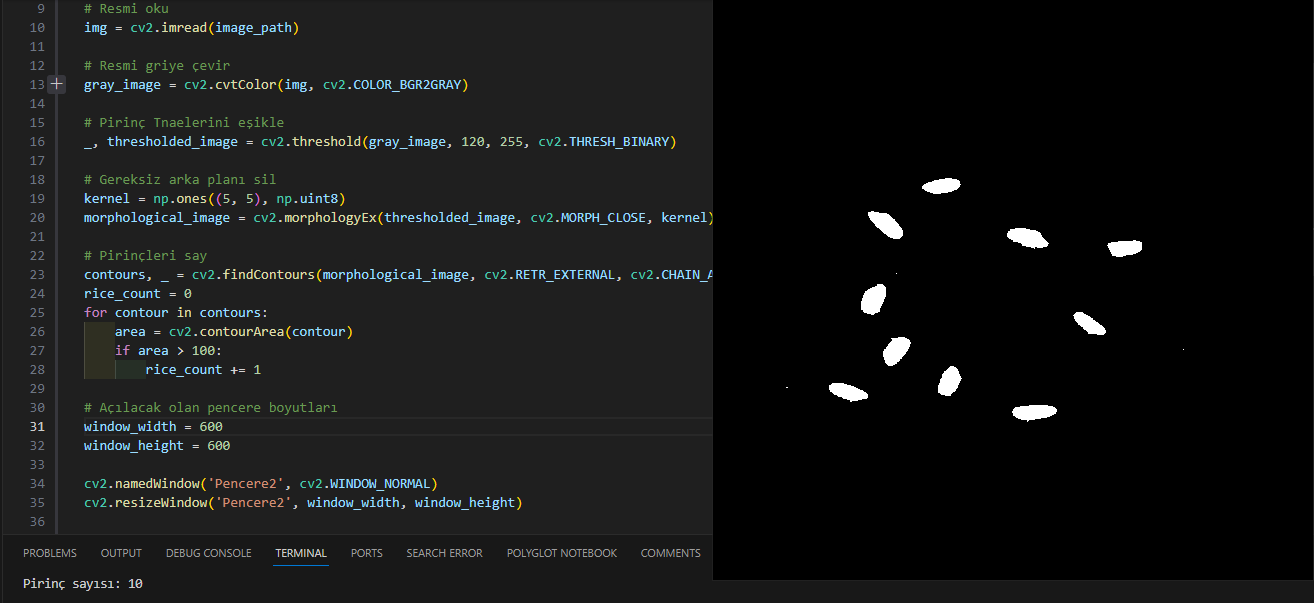 9 # Resmi oku
10 img = cv2.imread(image_path)
11
12 # Resmi griye çevir
13 gray_image = cv2.cvtColor(img, cv2.COLOR_BGR2GRAY)
14
15 # Pirinç Tnaelerini eşikle
16 _, thresholded_image = cv2.threshold(gray_image, 120, 255, cv2.THRESH_BINARY)
17
18 # Gereksiz arka planı sil
19 kernel = np.ones((5, 5), np.uint8)
20 morphological_image = cv2.morphologyEx(thresholded_image, cv2.MORPH_CLOSE, kernel)
21
22 # Pirinçleri say
23 contours, _ = cv2.findContours(morphological_image, cv2.RETR_EXTERNAL, cv2.CHAIN_A
24 rice_count = 0
25 for contour in contours:
26     area = cv2.contourArea(contour)
27     if area > 100:
28         rice_count += 1
29
30 # Açılacak olan pencere boyutları
31 window_width = 600
32 window_height = 600
33
34 cv2.namedWindow('Pencere2', cv2.WINDOW_NORMAL)
35 cv2.resizeWindow('Pencere2', window_width, window_height)
36
PROBLEMS OUTPUT DEBUG CONSOLE TERMINAL PORTS SEARCH ERROR POLYGLOT NOTEBOOK COMMENTS
Pirinç sayısı: 10